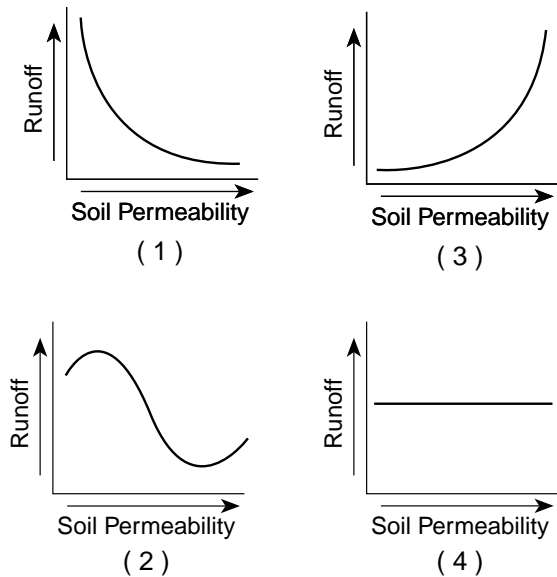 Runoff
Soil Permeability
( 1 )
Runoff
Soil Permeability
( 3 )
Runoff
Soil Permeability
( 2 )
Runoff
Soil Permeability
( 4 )